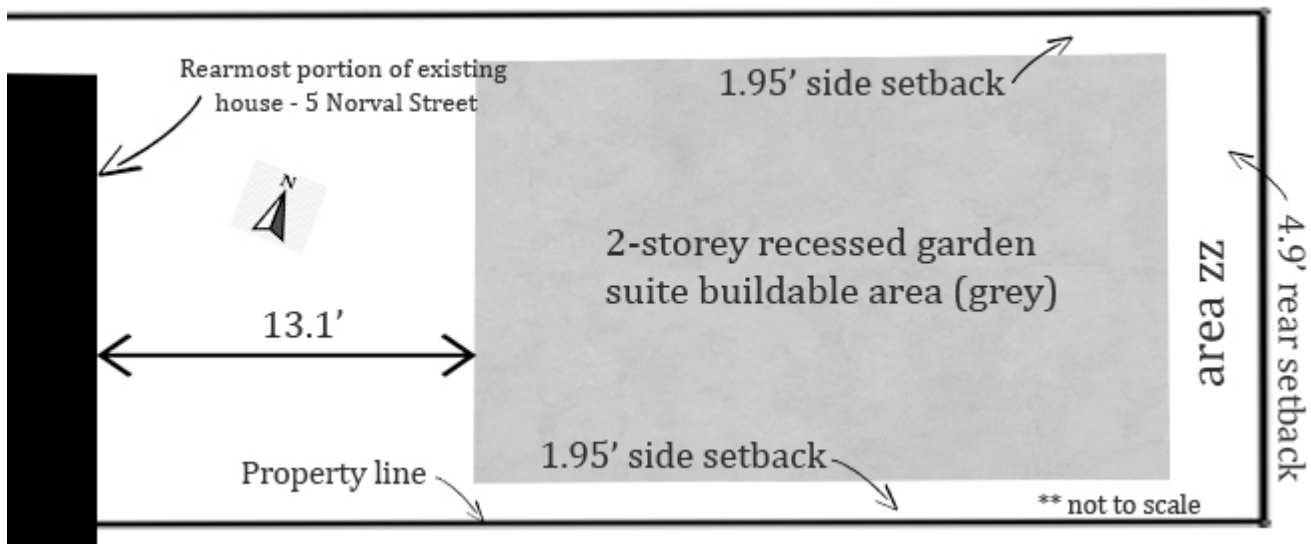 Rearmost portion of existing
house - 5 Norval Street
1.95’ side setback
N
2-storey recessed garden
suite buildable area (grey)
13.1’
area zz
4.9’ rear setback
1.95’ side setback
Property line
** not to scale